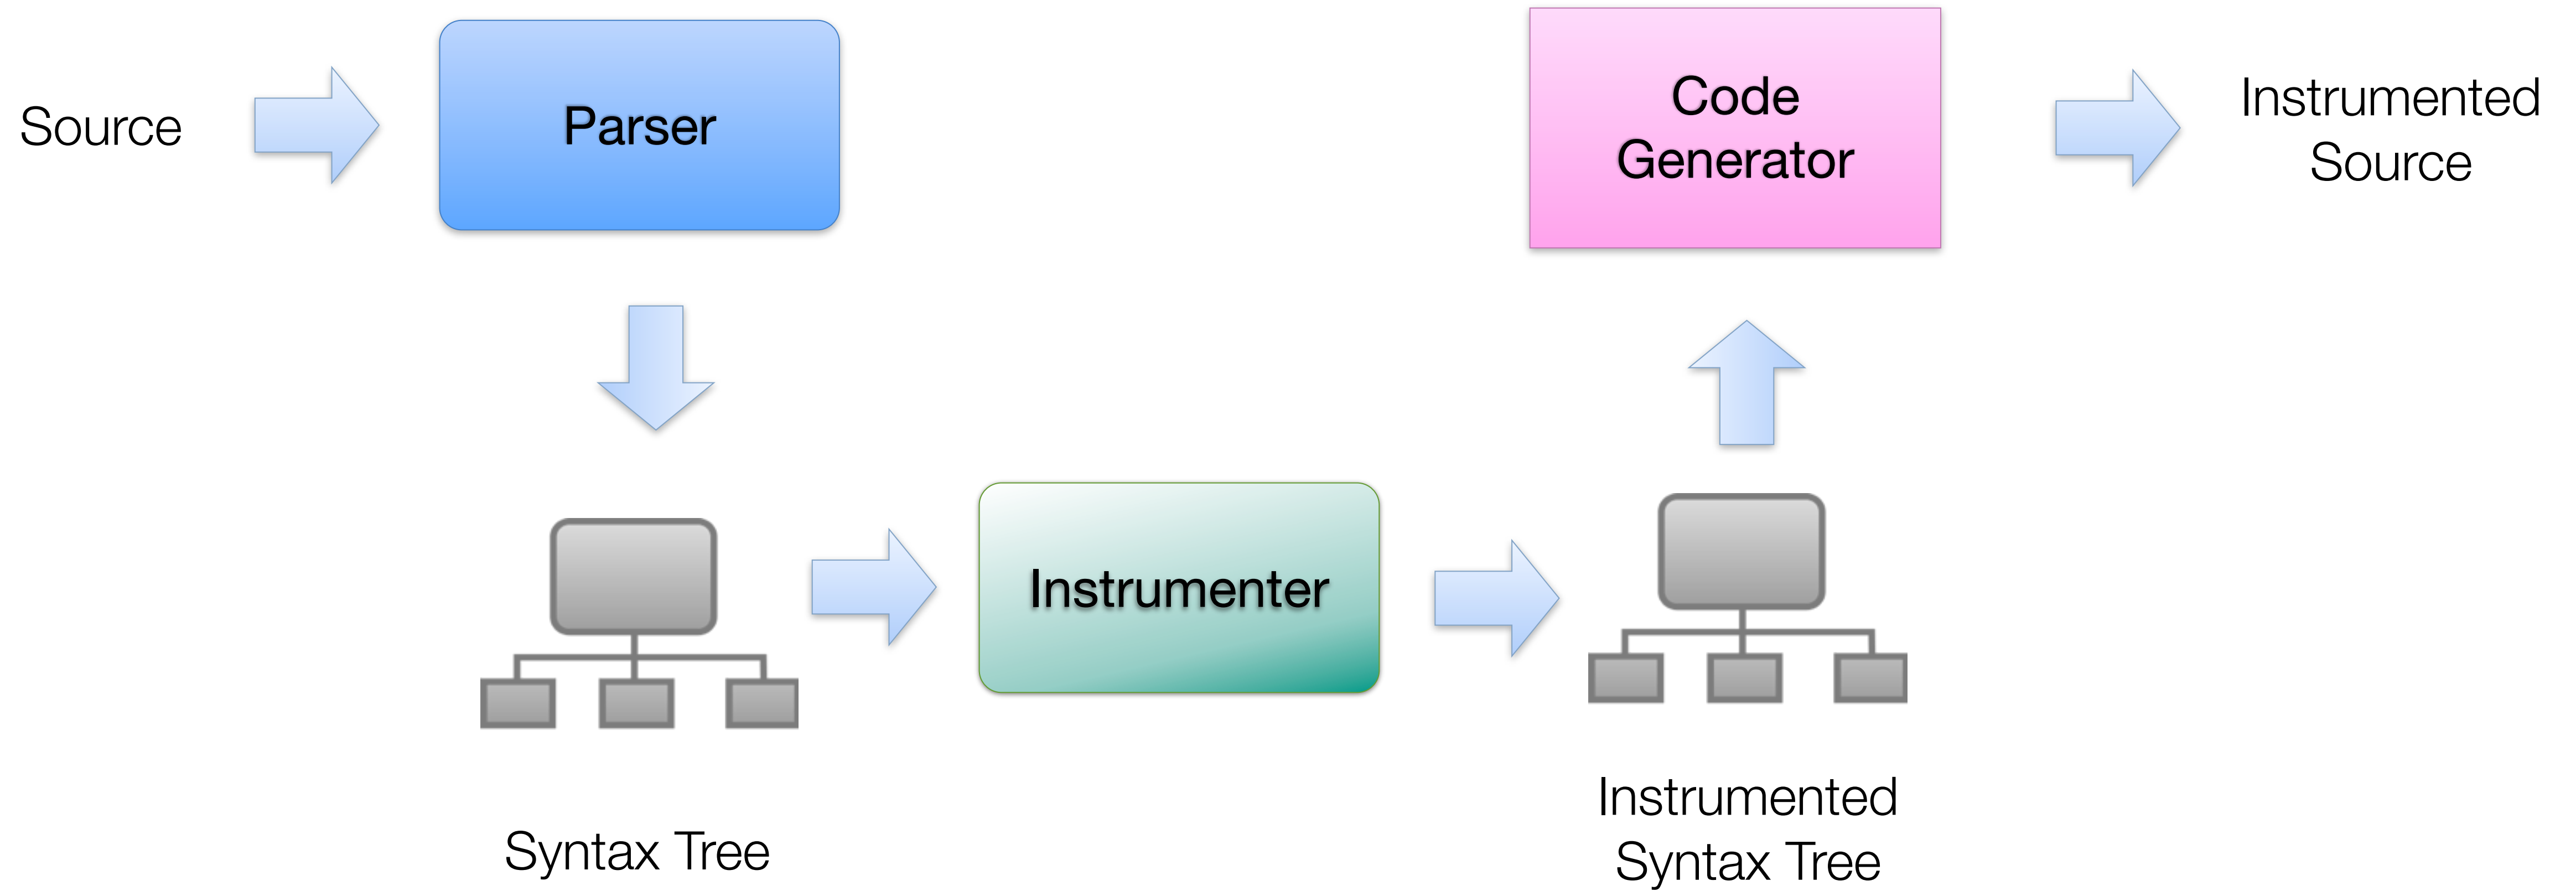 Source
Parser
Code
Generator
Instrumented
Source
Instrumenter
Syntax Tree
Instrumented
Syntax Tree